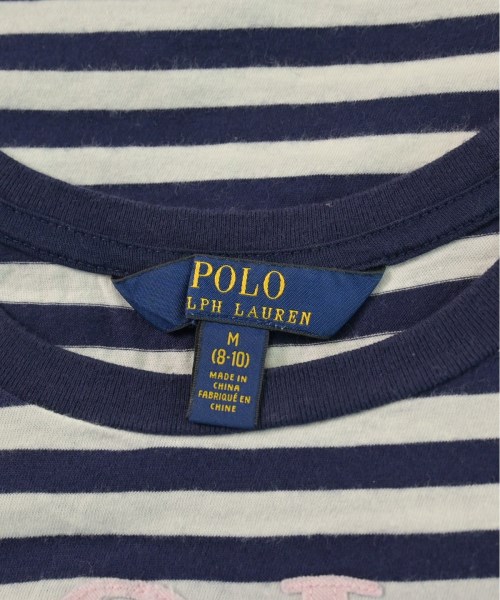 POLO
LPH LAUREN
M
(8-10)
MADE IN
CHINA
FABRIQUÉ EN
CHINE